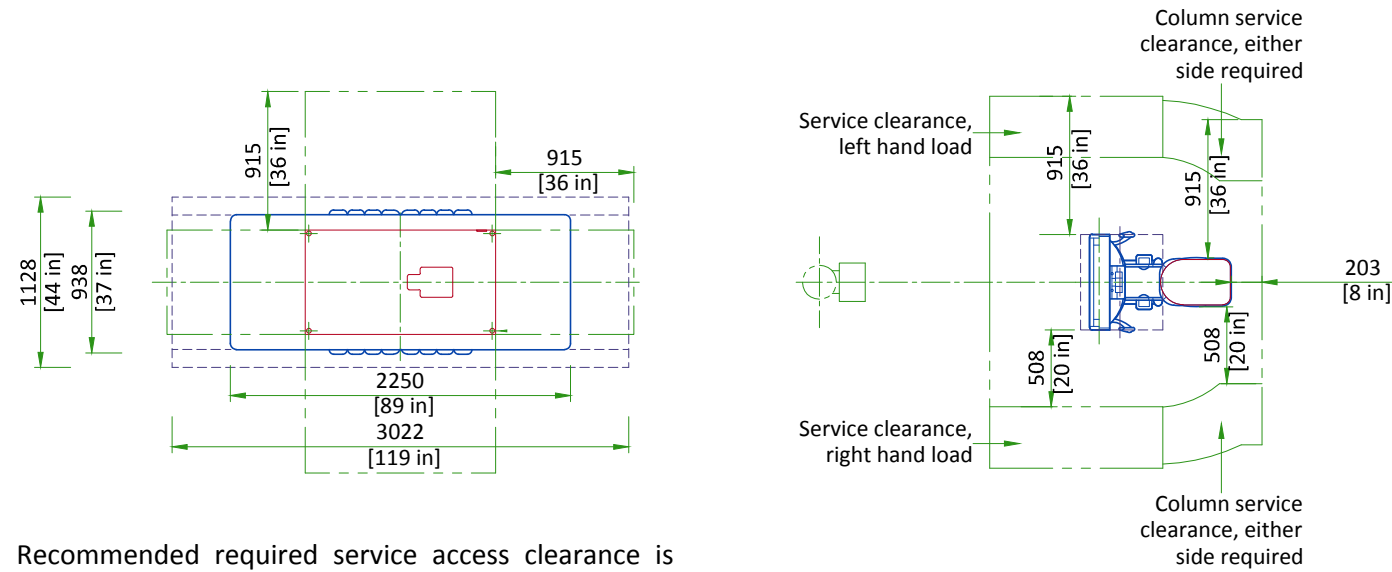 Column service
clearance, either
side required
Service clearance,
left hand load
915
[36 in]
915
[36 in]
915
[36 in]
915
[36 in]
1128
[44 in]
938
[37 in]
203
[8 in]
508
[20 in]
508
[20 in]
2250
[89 in]
3022
[119 in]
Service clearance,
right hand load
Column service
clearance, either
side required
Recommended required service access clearance is